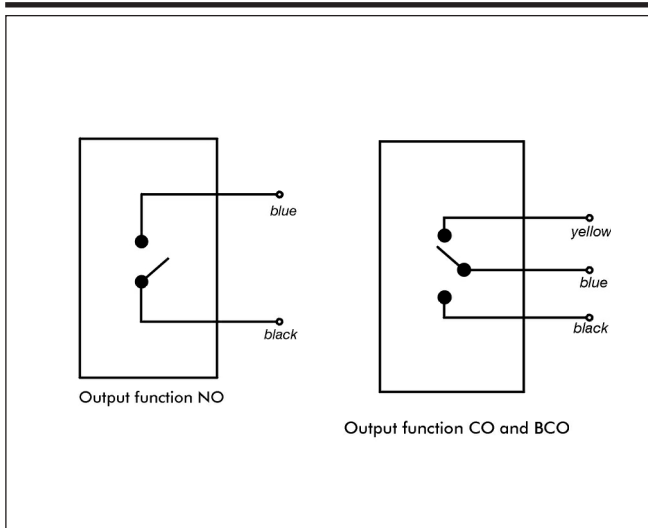 blue
black
Output function NO
yellow
blue
black
Output function CO and BCO